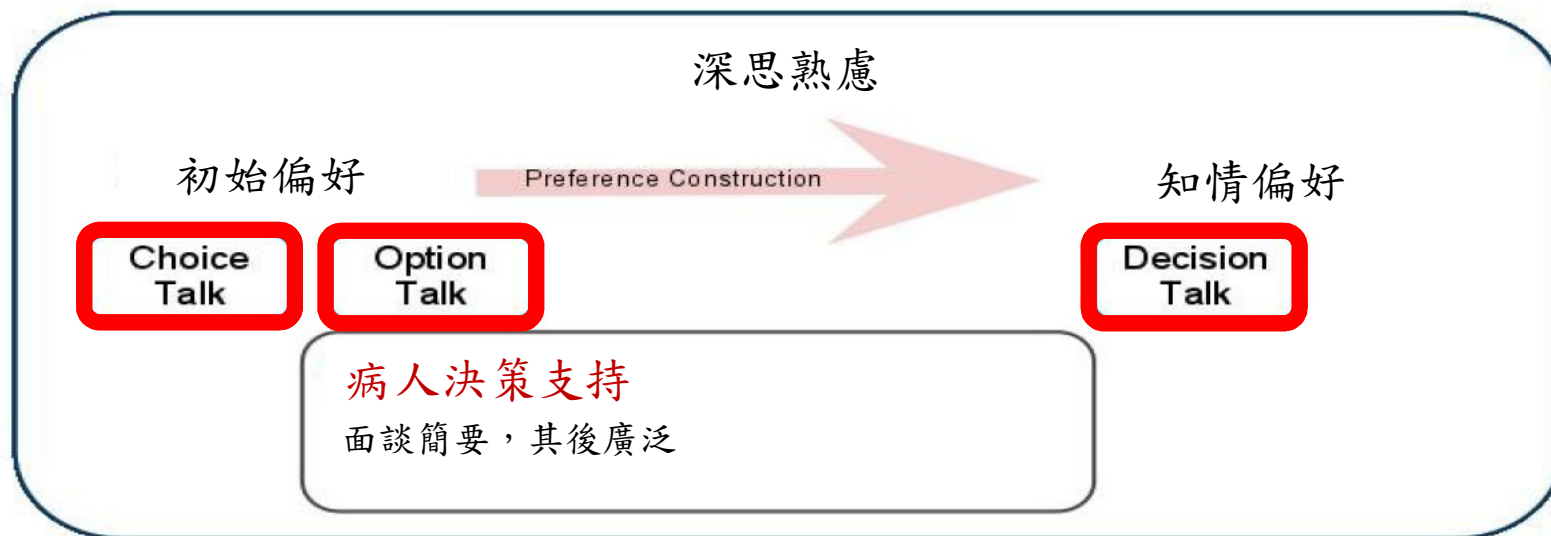 深思熟慮
初始偏好
Preference Construction
知情偏好
Choice
Talk
Option
Talk
Decision
Talk
病人決策支持
面談簡要，其後廣泛